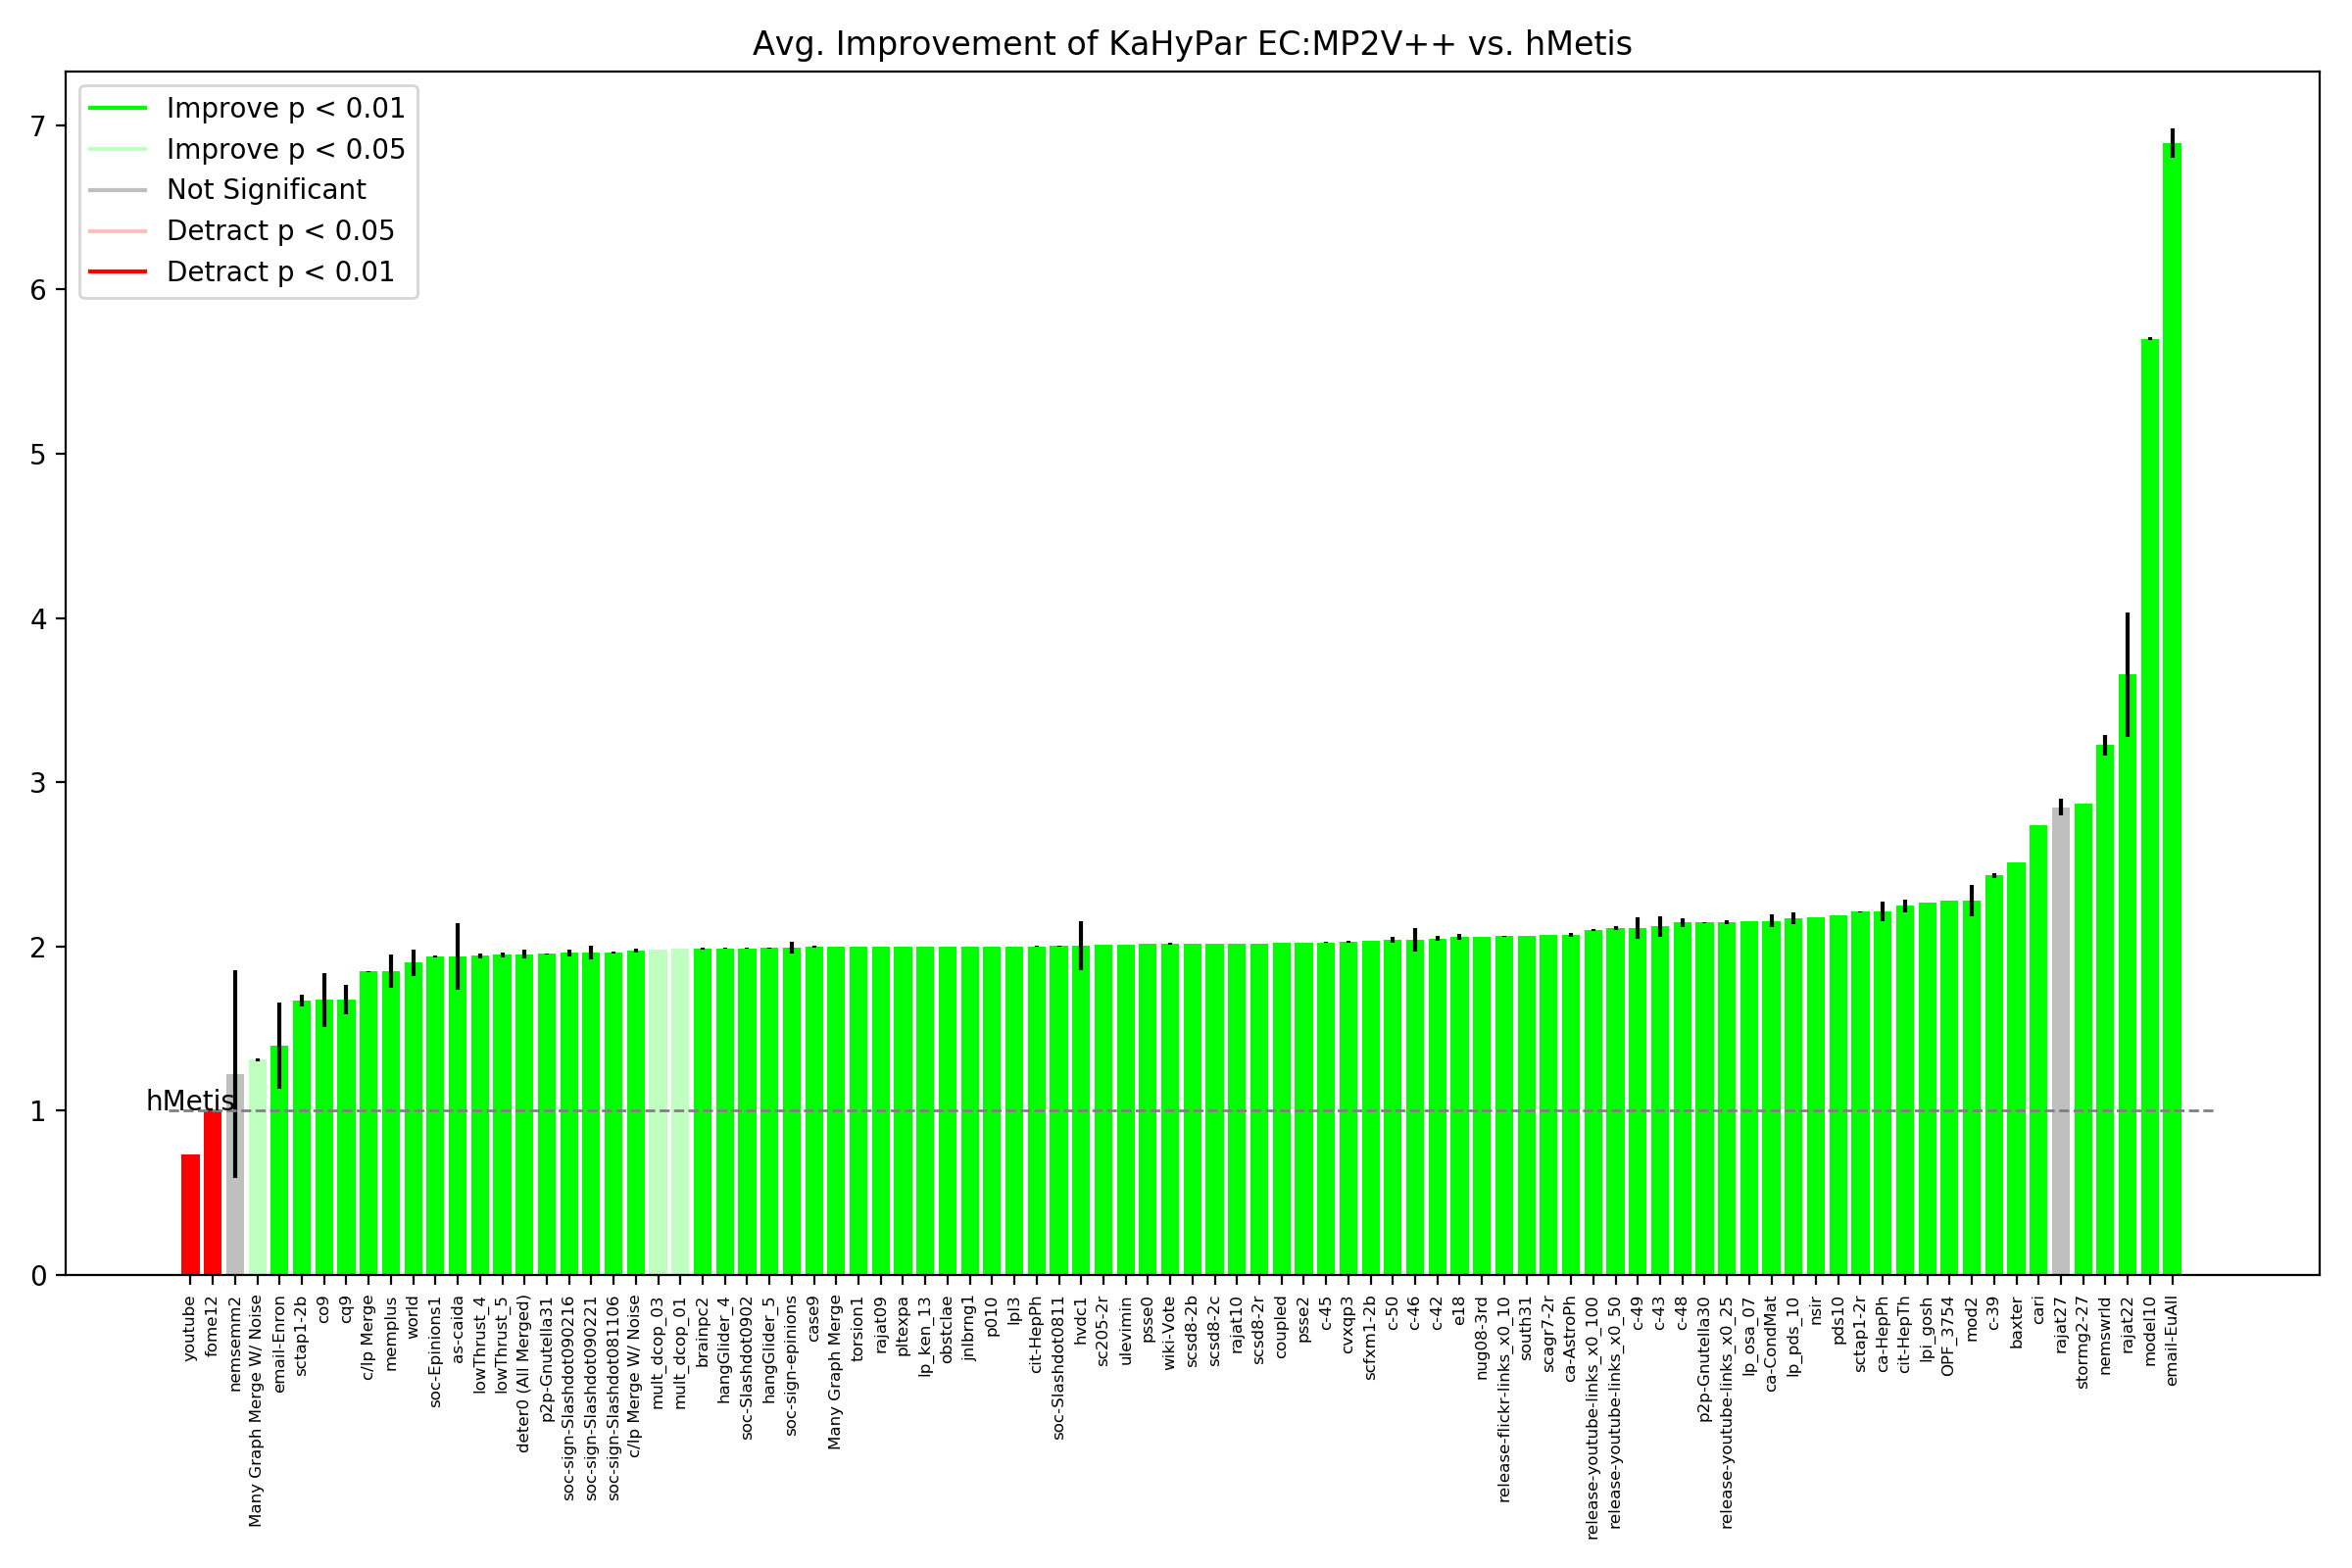 Avg. Improvement of KaHyPar EC:MP2V++ vs. hMetis
Improve p < 0.01
Improve p < 0.05
Not Significant
Detract p < 0.05
Detract p < 0.01
7
6
5
4
3
2
1
0
hMetis
youtube
fome12
nemsemm2
Many Graph Merge W/ Noise
email-Enron
sctap1-2b
co9
cq9
c/lp Merge
memplus
world
soc-Epinions1
as-caida
lowThrust_4
lowThrust_5
deter0 (All Merged)
p2p-Gnutella31
soc-sign-Slashdot090216
soc-sign-Slashdot090221
soc-sign-Slashdot081106
c/lp Merge W/ Noise
mult_dcop_03
mult_dcop_01
brainpc2
hangGlider_4
soc-Slashdot0902
hangGlider_5
soc-sign-epinions
case9
Many Graph Merge
torsion1
rajat09
pltexpa
lp_ken_13
obstclae
jnlbrng1
p010
lpl3
cit-HepPh
soc-Slashdot0811
hvdc1
sc205-2r
ulevimin
psse0
wiki-Vote
scsd8-2b
scsd8-2c
rajat10
scsd8-2r
coupled
psse2
c-45
cvxqp3
scfxm1-2b
c-50
c-46
c-42
e18
nug08-3rd
release-flickr-links_x0_10
south31
scagr7-2r
ca-AstroPh
release-youtube-links_x0_100
release-youtube-links_x0_50
c-49
c-43
c-48
p2p-Gnutella30
release-youtube-links_x0_25
lp_osa_07
ca-CondMat
lp_pds_10
nsir
pds10
sctap1-2r
ca-HepPh
cit-HepTh
lpi_gosh
OPF_3754
mod2
c-39
baxter
cari
rajat27
stormg2-27
nemswrld
rajat22
model10
email-EuAll